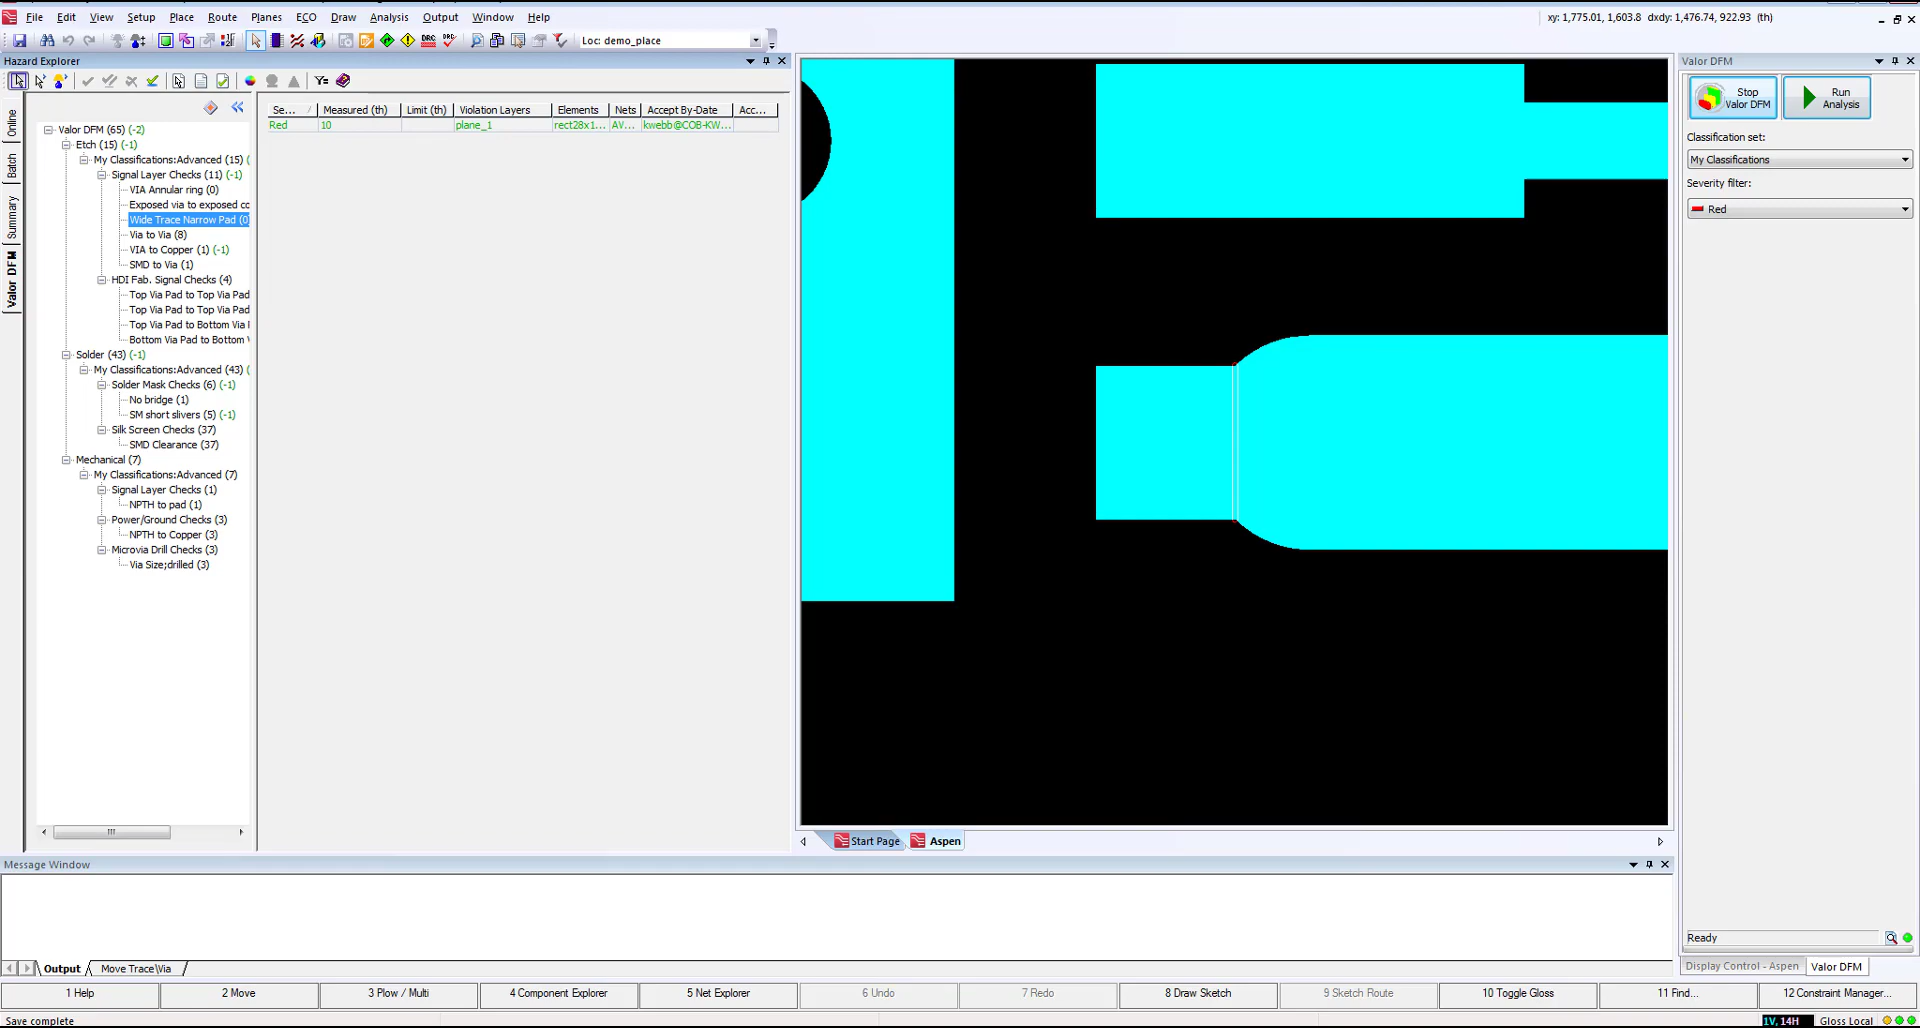 File Edit View Setup Place Route Planes ECO Draw Analysis Output Window Help
xy: 1,775.01, 1,603.8 dxdy: 1,476.74, 922.93 (th)
Loc: demo_place
Hazard Explorer
Online
Batch
Summary
Valor DFM
Valor DFM (65) (-2)
Etch (15) (-1)
My Classifications:Advanced (15) (
Signal Layer Checks (11) (-1)
VIA Annular ring (0)
Exposed via to exposed co
Wide Trace Narrow Pad (0
Via to Via (8)
VIA to Copper (1) (-1)
SMD to Via (1)
HDI Fab. Signal Checks (4)
Top Via Pad to Top Via Pad
Top Via Pad to Top Via Pad
Top Via Pad to Bottom Via
Bottom Via Pad to Bottom
Solder (43) (-1)
My Classifications:Advanced (43) (
Solder Mask Checks (6) (-1)
No bridge (1)
SM short slivers (5) (-1)
Silk Screen Checks (37)
SMD Clearance (37)
Mechanical (7)
My Classifications:Advanced (7)
Signal Layer Checks (1)
NPTH to pad (1)
Power/Ground Checks (3)
NPTH to Copper (3)
Microvia Drill Checks (3)
Via Size;drilled (3)
Se... Measured (th) Limit (th) Violation Layers Elements Nets Accept By-Date Acc...
Red 10 plane_1 rect28x1... AV... kwebb@COB-KW...
Start Page Aspen
Valor DFM
Stop Valor DFM
Run Analysis
Classification set:
My Classifications
Severity filter:
Red
Ready
Display Control - Aspen Valor DFM
Message Window
Output Move Trace\Via
1 Help 2 Move 3 Plow / Multi 4 Component Explorer 5 Net Explorer 6 Undo 7 Redo 8 Draw Sketch 9 Sketch Route 10 Toggle Gloss 11 Find... 12 Constraint Manager...
Save complete
1V, 14H Gloss Local